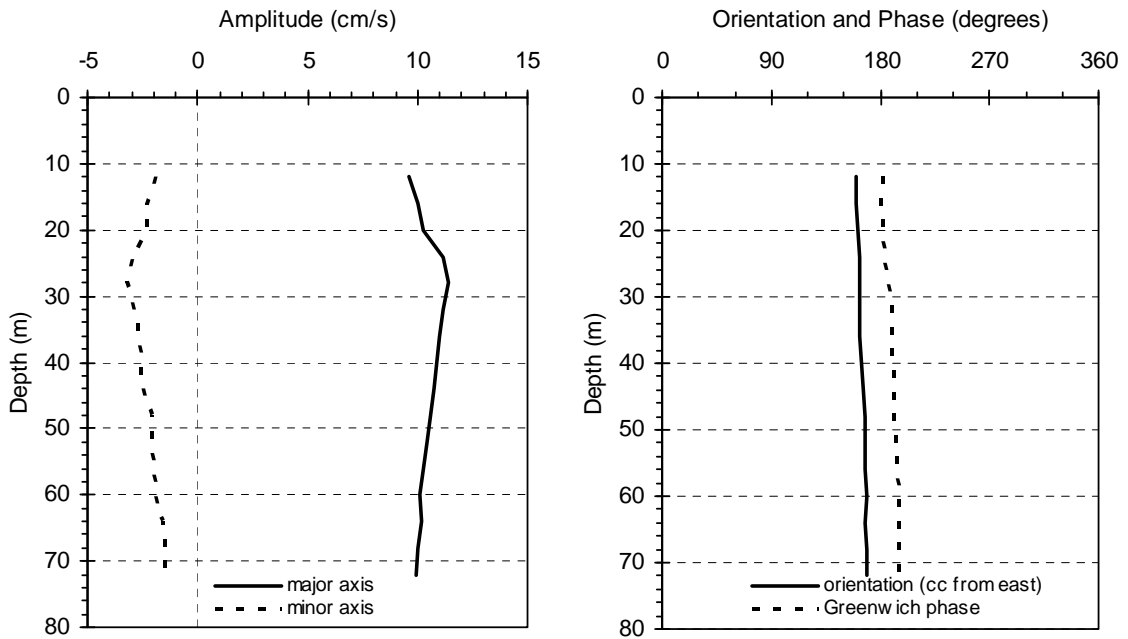 Amplitude (cm/s)
-5 0 5 10 15
0
10
20
30
40
50
60
70
80
Depth (m)
major axis
minor axis
Orientation and Phase (degrees)
0 90 180 270 360
0
10
20
30
40
50
60
70
80
Depth (m)
orientation (cc from east)
Greenwich phase